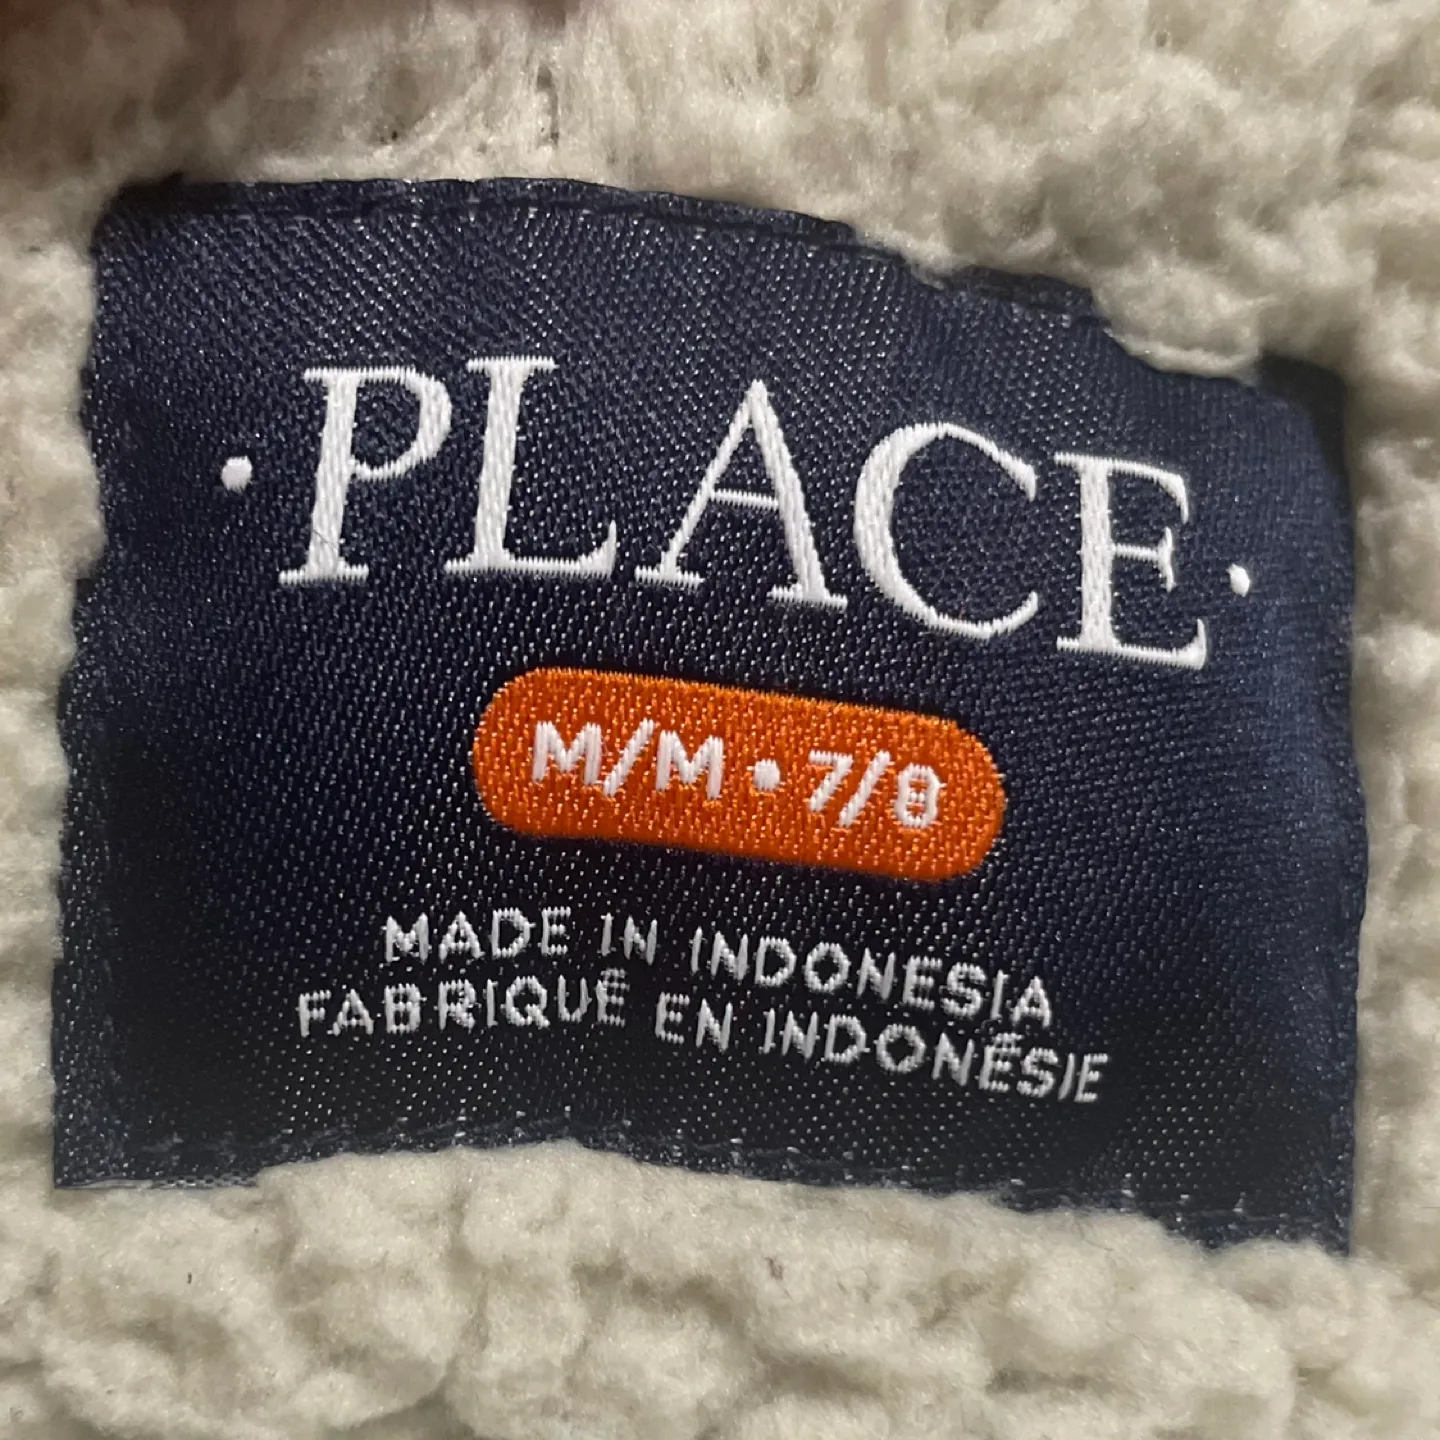 ·PLACE·
M/M • 7/8
MADE IN INDONESIA
FABRIQUÉ EN INDONÉSIE